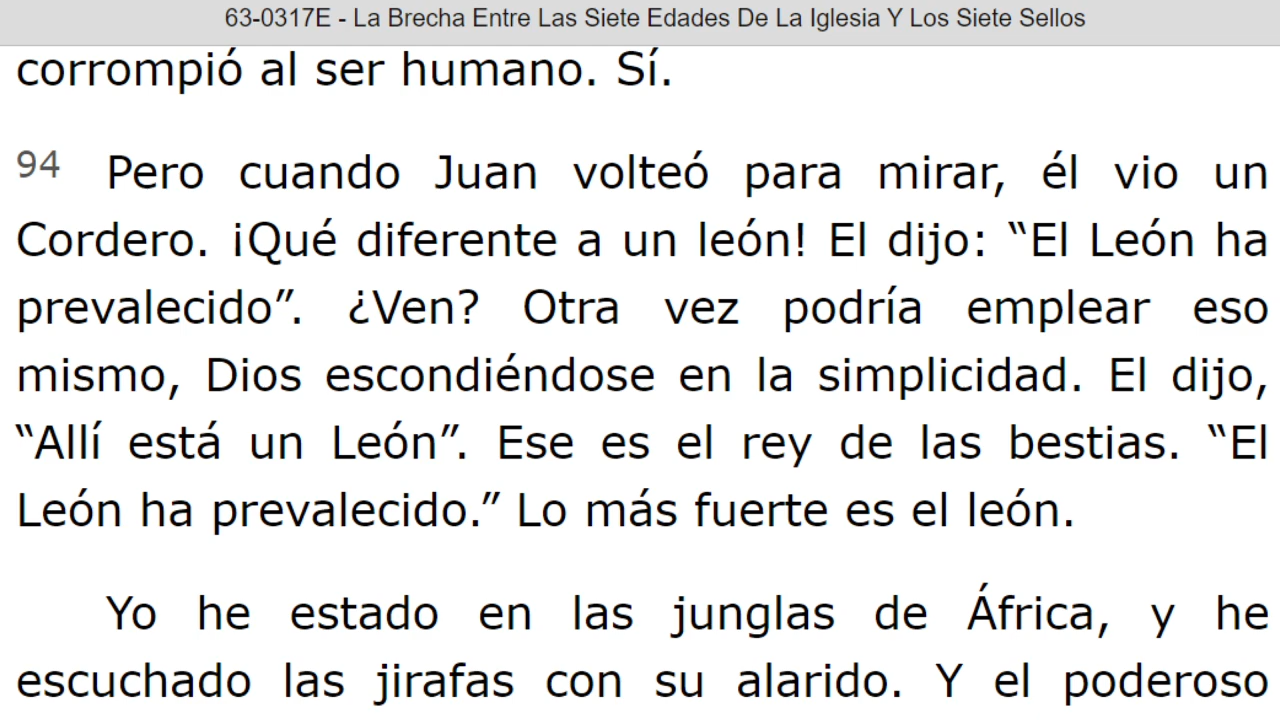 63-0317E - La Brecha Entre Las Siete Edades De La Iglesia Y Los Siete Sellos
corrompió al ser humano. Sí.
94 Pero cuando Juan volteó para mirar, él vio un
Cordero. ¡Qué diferente a un león! El dijo: “El León ha
prevalecido”. ¿Ven? Otra vez podría emplear eso
mismo, Dios escondiéndose en la simplicidad. El dijo,
“Allí está un León”. Ese es el rey de las bestias. “El
León ha prevalecido.” Lo más fuerte es el león.
Yo he estado en las junglas de África, y he
escuchado las jirafas con su alarido. Y el poderoso